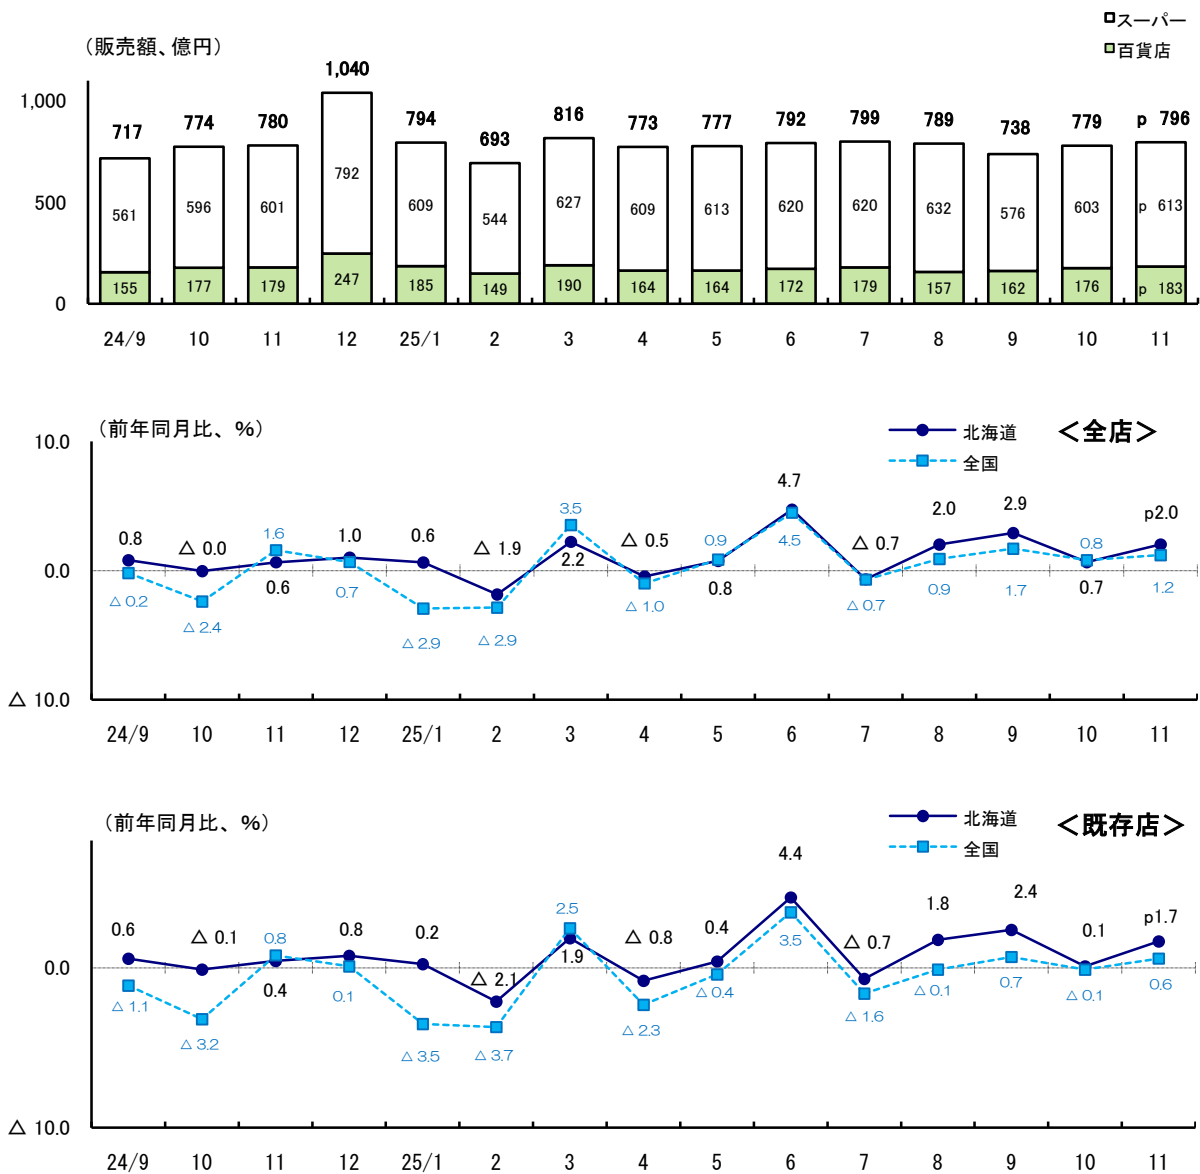 □スーパー
（販売額、億円）
■百貨店
1,000
500
0
717 774 780 1,040 794 693 816 773 777 792 799 789 738 779 p 796
561 596 601 792 609 544 627 609 613 620 620 632 576 603 p 613
155 177 179 247 185 149 190 164 164 172 179 157 162 176 p 183
24/9 10 11 12 25/1 2 3 4 5 6 7 8 9 10 11
（前年同月比、%）
北海道
全国
＜全店＞
10.0
0.0
△ 10.0
0.8 △ 0.0 0.6 1.0 0.6 △ 1.9 2.2 △ 0.5 0.8 4.7 △ 0.7 2.0 2.9 0.7 p2.0
△ 0.2 △ 2.4 1.6 0.7 △ 2.9 △ 2.9 3.5 △ 1.0 0.9 4.5 △ 0.7 0.9 1.7 0.8 1.2
24/9 10 11 12 25/1 2 3 4 5 6 7 8 9 10 11
（前年同月比、%）
北海道
全国
＜既存店＞
0.0
△ 10.0
0.6 △ 0.1 0.4 0.8 0.2 △ 2.1 1.9 △ 0.8 0.4 4.4 △ 0.7 1.8 2.4 0.1 p1.7
△ 1.1 △ 3.2 0.8 0.1 △ 3.5 △ 3.7 2.5 △ 2.3 △ 0.4 3.5 △ 1.6 △ 0.1 0.7 △ 0.1 0.6
24/9 10 11 12 25/1 2 3 4 5 6 7 8 9 10 11